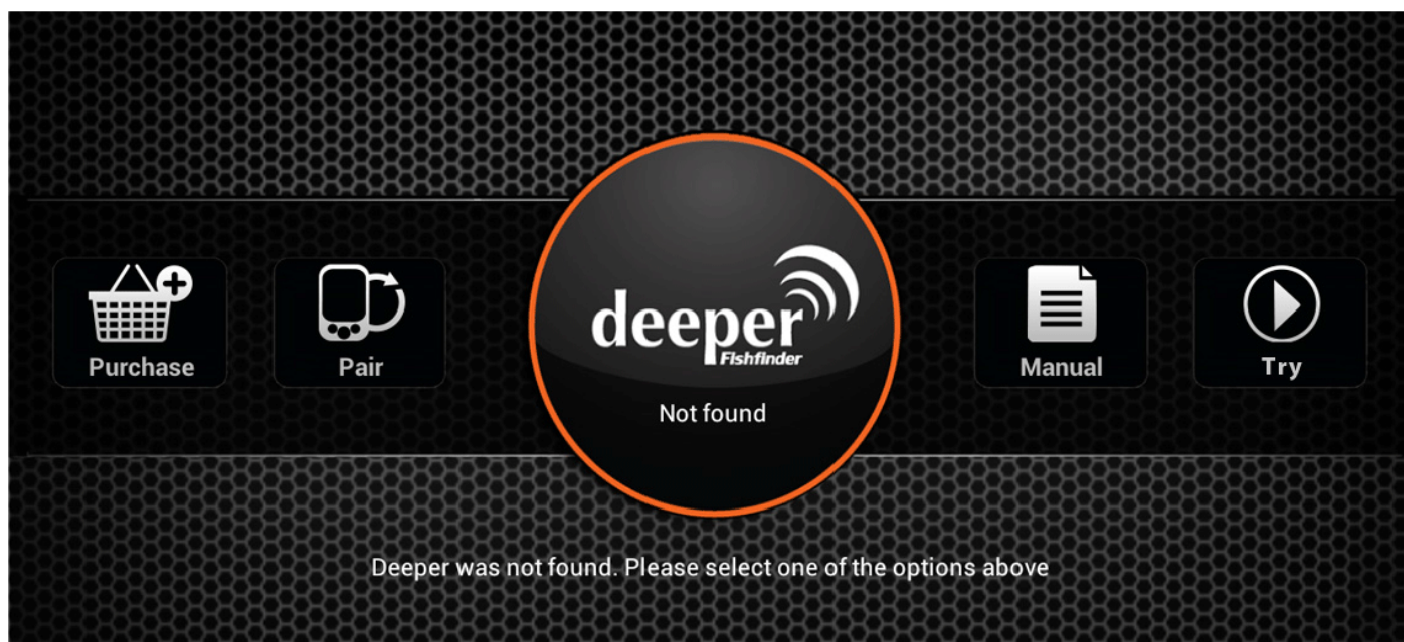 deeper
Fishfinder
Not found
Purchase
Pair
Manual
Try
Deeper was not found. Please select one of the options above